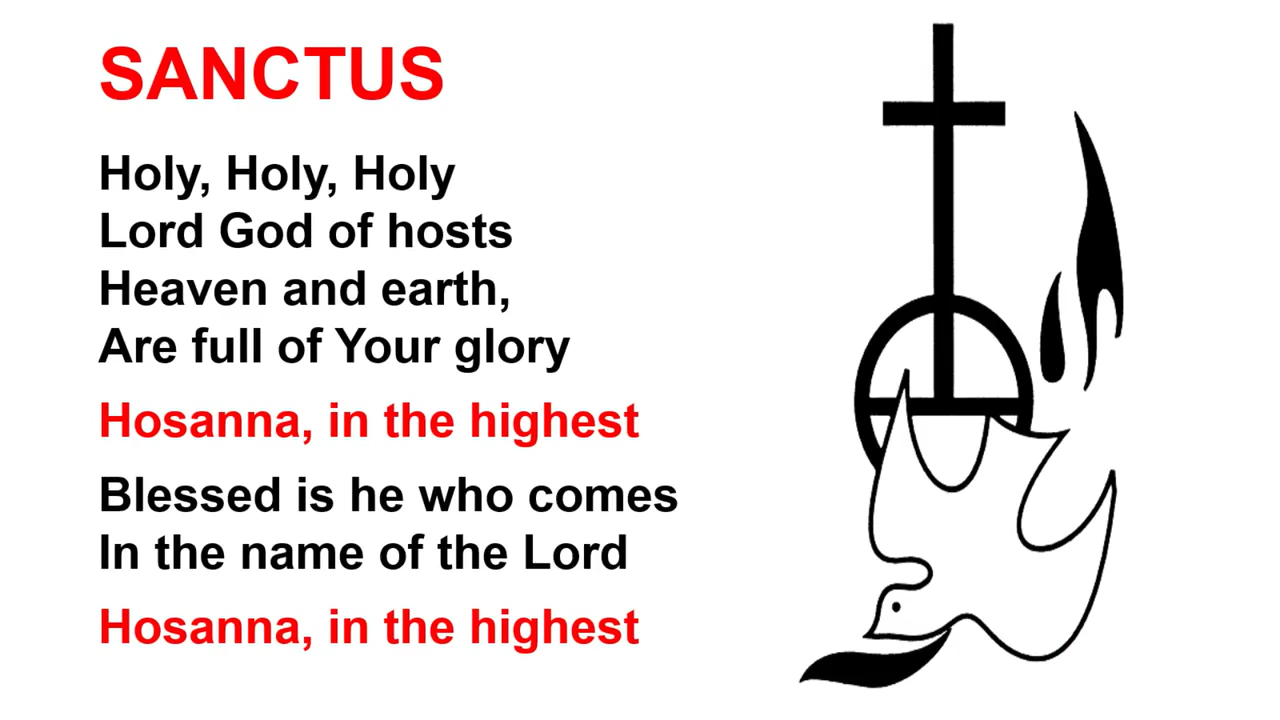 SANCTUS
Holy, Holy, Holy
Lord God of hosts
Heaven and earth,
Are full of Your glory
Hosanna, in the highest
Blessed is he who comes
In the name of the Lord
Hosanna, in the highest